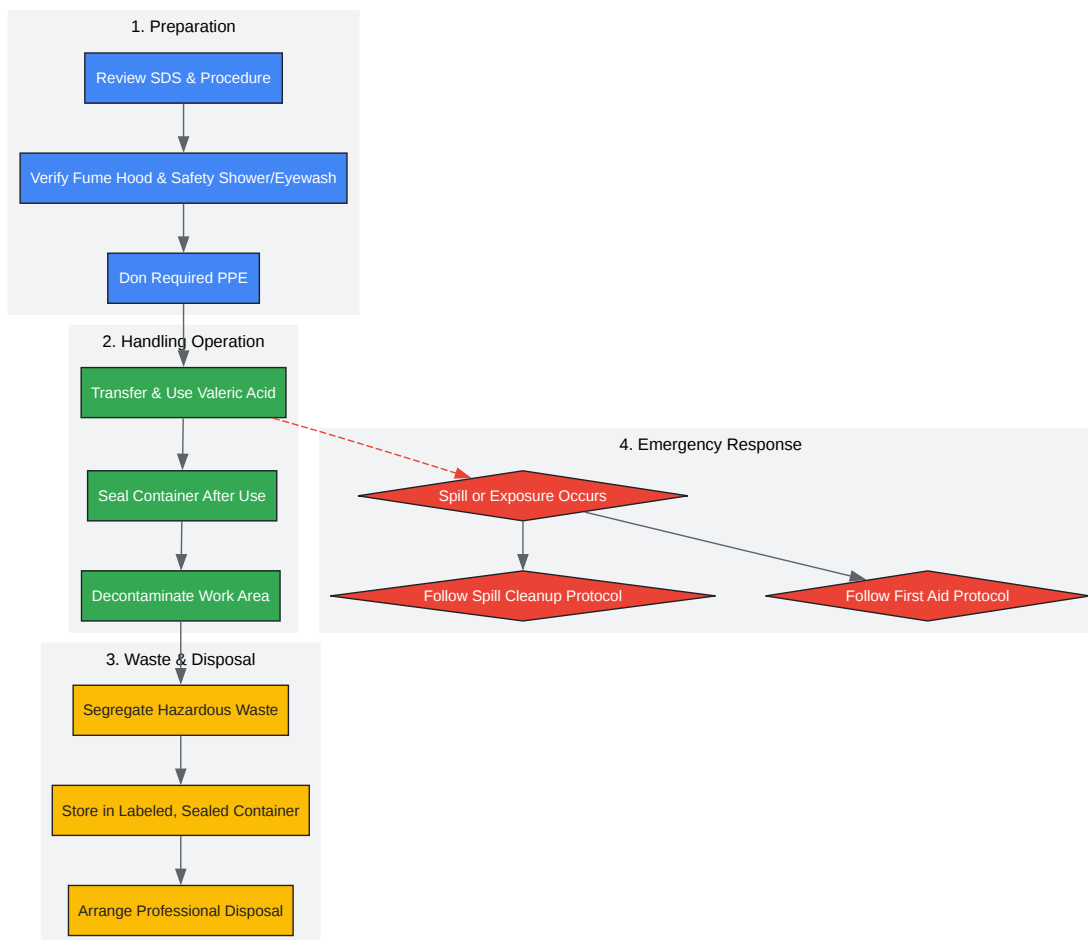 1. Preparation
Review SDS & Procedure
Verify Fume Hood & Safety Shower/Eyewash
Don Required PPE
2. Handling Operation
Transfer & Use Valeric Acid
Seal Container After Use
Decontaminate Work Area
4. Emergency Response
Spill or Exposure Occurs
Follow Spill Cleanup Protocol
Follow First Aid Protocol
3. Waste & Disposal
Segregate Hazardous Waste
Store in Labeled, Sealed Container
Arrange Professional Disposal